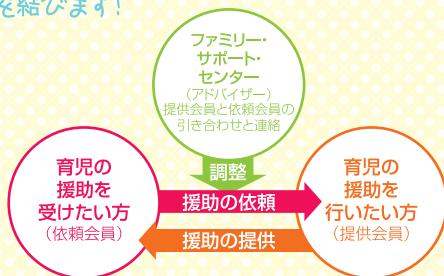 を結びます!
ファミリー・
サポート・
センター
(アドバイザー)
提供会員と依頼会員の
引き合わせと連絡
調整
育児の
援助を
受けたい方
(依頼会員)
援助の依頼
援助の提供
育児の
援助を
行いたい方
(提供会員)